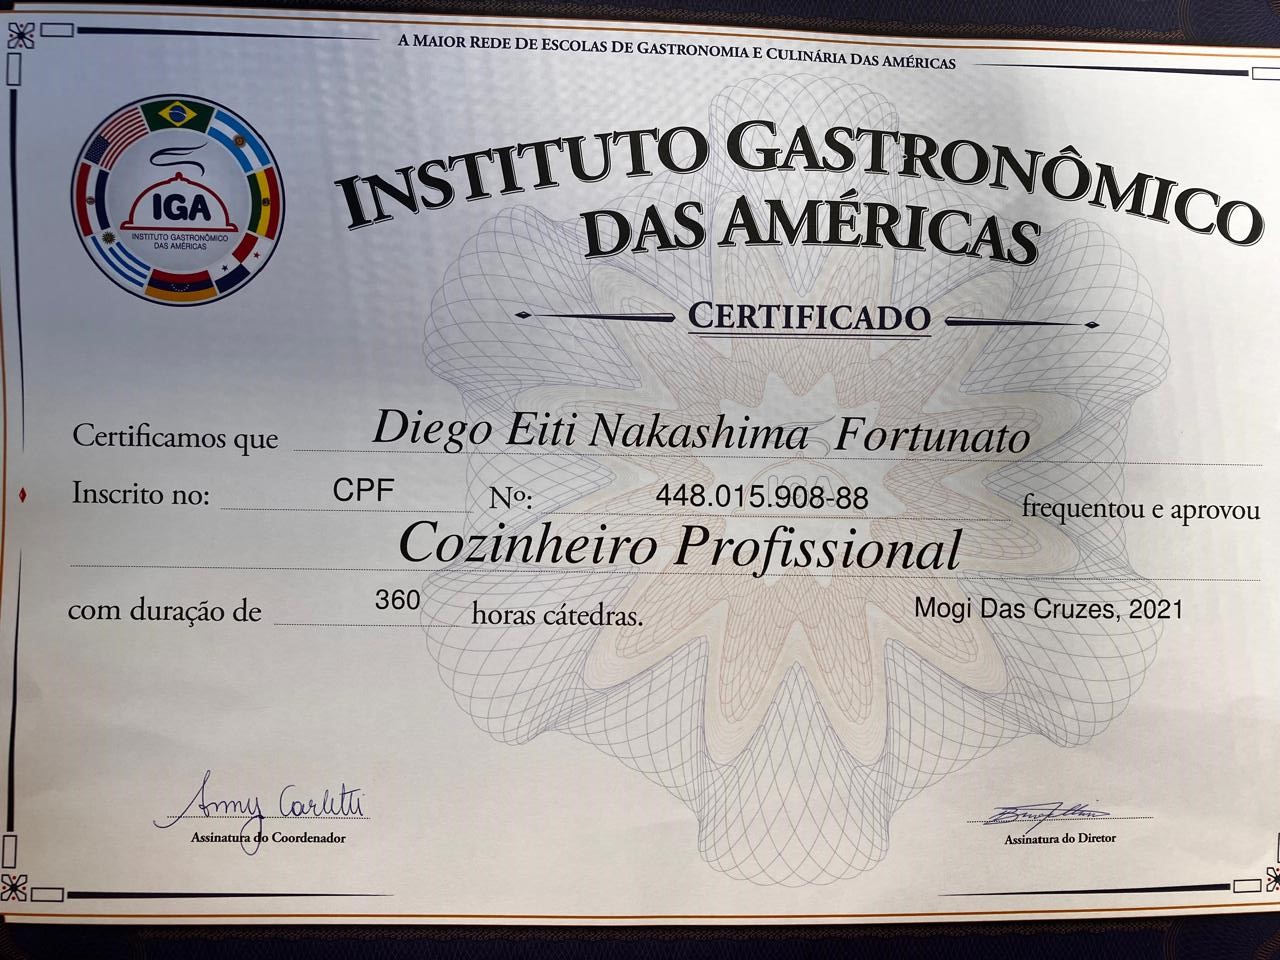 A MAIOR REDE DE ESCOLAS DE GASTRONOMIA E CULINÁRIA DAS AMÉRICAS
IGA
INSTITUTO GASTRONÔMICO
DAS AMÉRICAS
INSTITUTO GASTRONÔMICO
DAS AMÉRICAS
CERTIFICADO
Certificamos que Diego Eiti Nakashima Fortunato
Inscrito no: CPF Nº: 448.015.908-88 frequentou e aprovou
Cozinheiro Profissional
com duração de 360 horas cátedras. Mogi Das Cruzes, 2021
Anny Carletti
Assinatura do Coordenador
Assinatura do Diretor